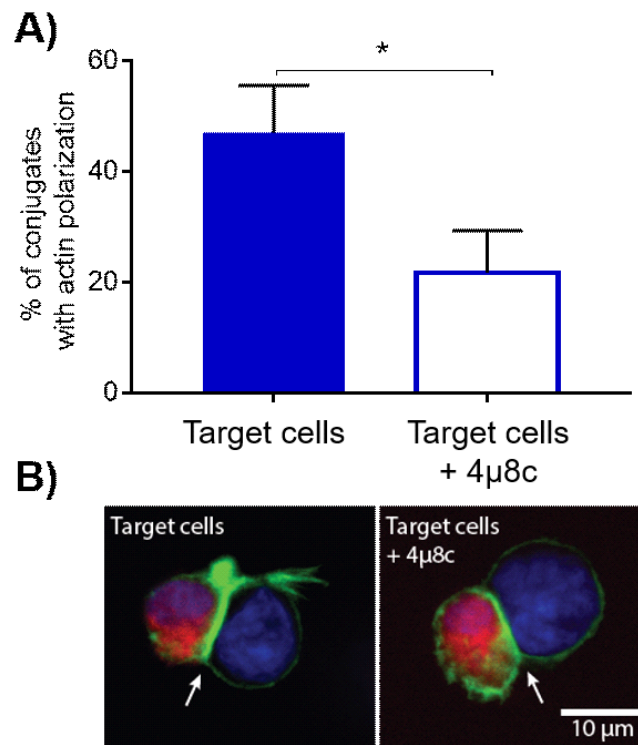 A)
% of conjugates
with actin polarization
60
40
20
0
*
Target cells
Target cells
+ 4µ8c
B)
Target cells
Target cells
+ 4µ8c
10 µm